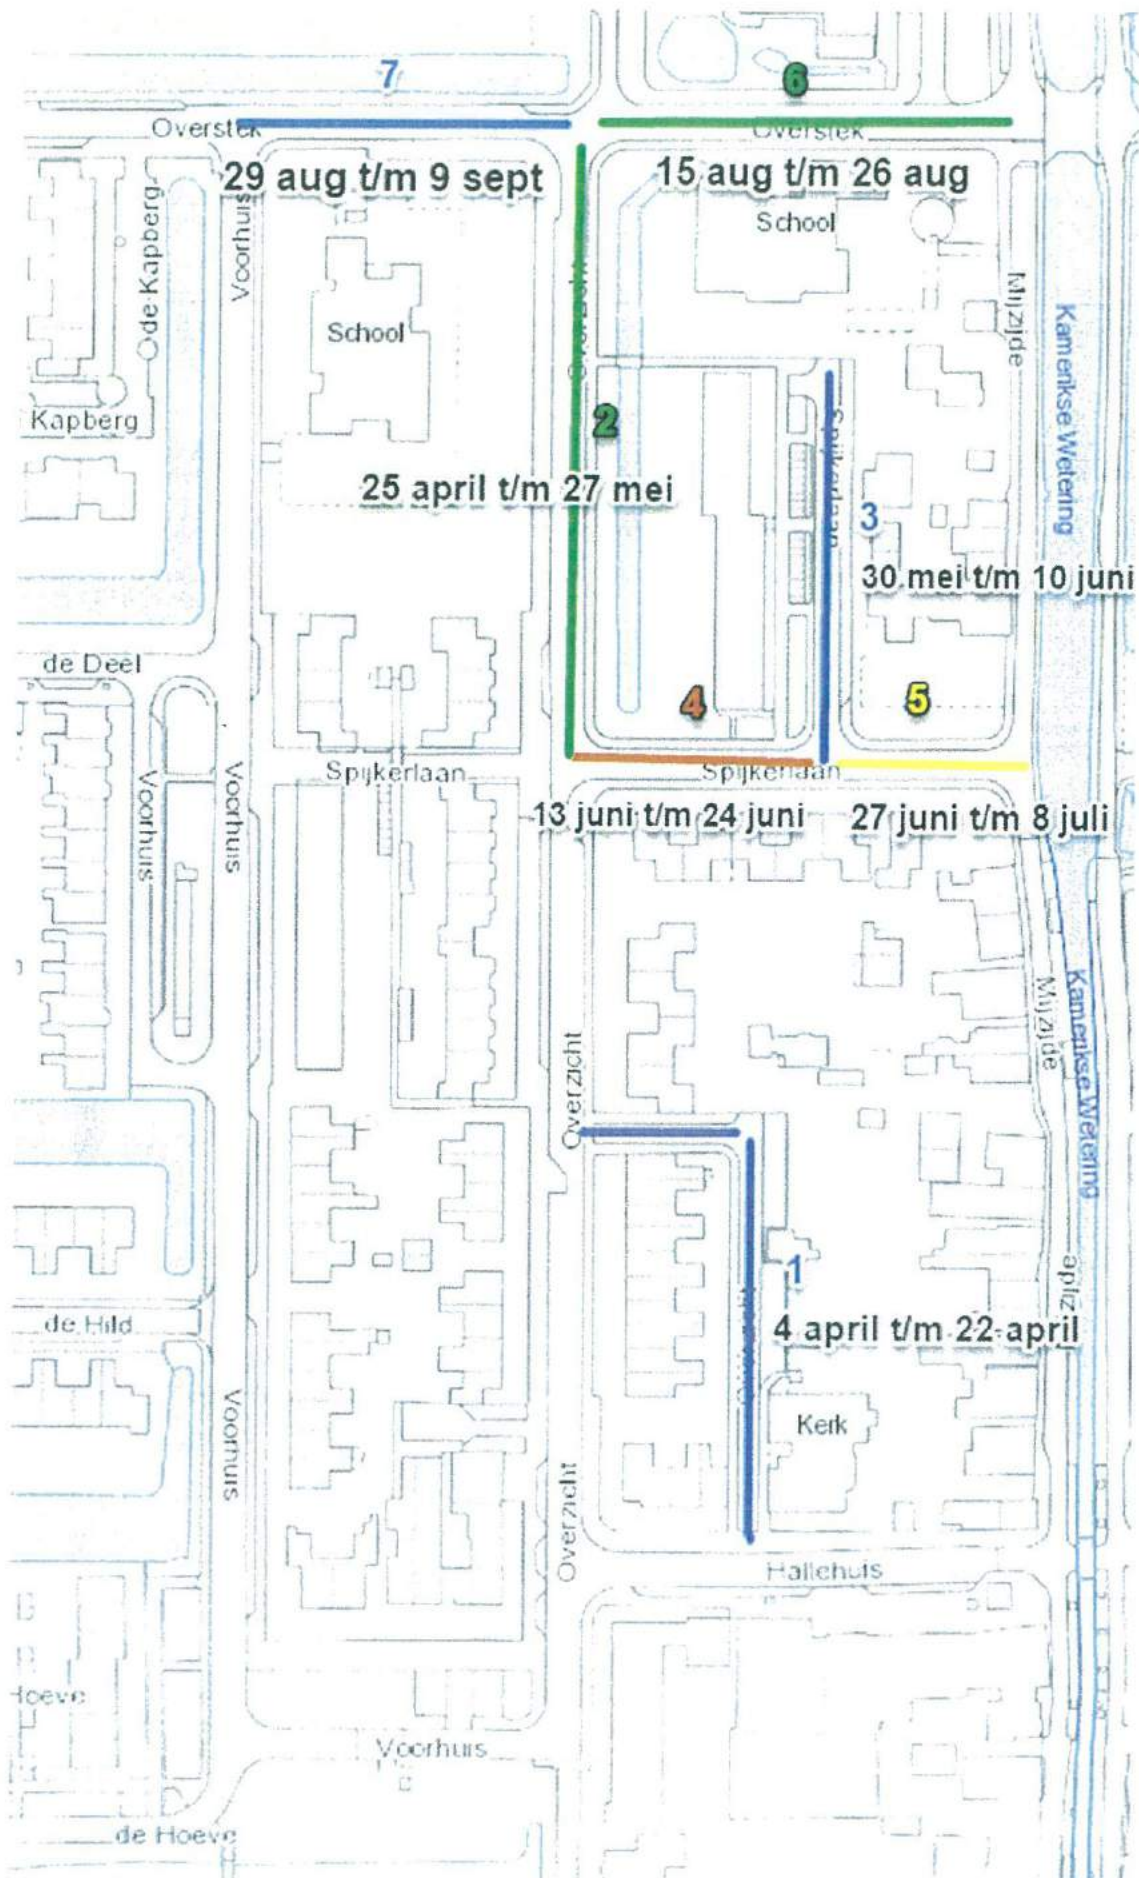 7
6
Overstek
Overstek
29 aug t/m 9 sept
15 aug t/m 26 aug
School
Ode Kapberg
Voorhuis
Mijzijde
School
Overzicht
Kamerikse Wetering
Kapberg
2
25 april t/m 27 mei
3
30 mei t/m 10 juni
de Deel
4
5
Spijkerlaan
Spijkerlaan
Voorhuis
Voorhuis
13 juni t/m 24 juni
27 juni t/m 8 juli
Mijzijde
Kamerikse Wetering
Overzicht
1
de Hild
4 april t/m 22 april
Voorhuis
Kerk
Overzicht
Hallehuis
Hoeve
Voorhuis
de Hoeve